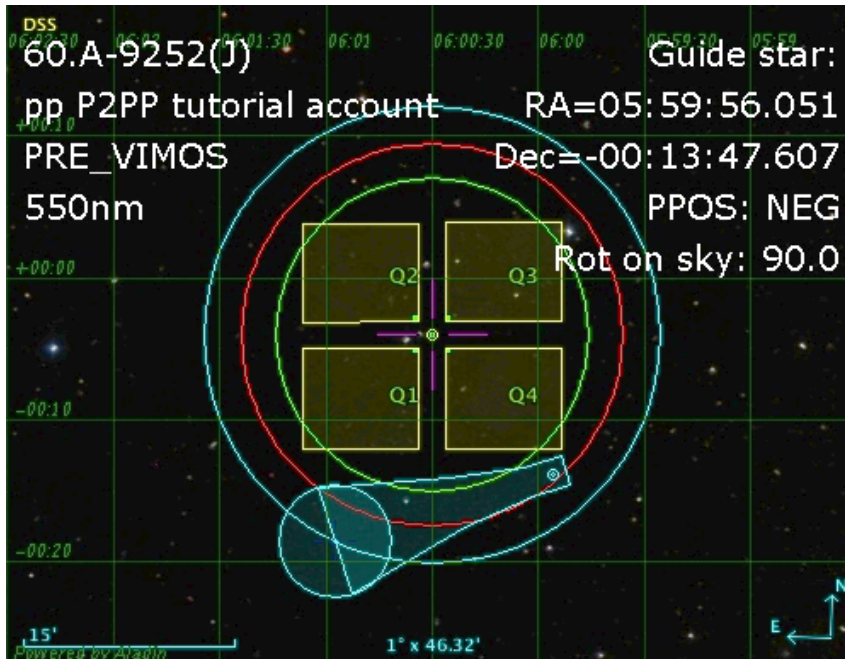 DSS
06:02:30 06:02 06:01:30 06:01 06:00:30 06:00 05:59:30 05:59
60.A-9252(J) Guide star:
pp P2PP tutorial account RA=05:59:56.051
+00:10
PRE_VIMOS Dec=-00:13:47.607
550nm PPOS: NEG
Rot on sky: 90.0
+00:00
Q2 Q3
Q1 Q4
-00:10
-00:20
N
E
15'
1° x 46.32'
Powered by Aladin